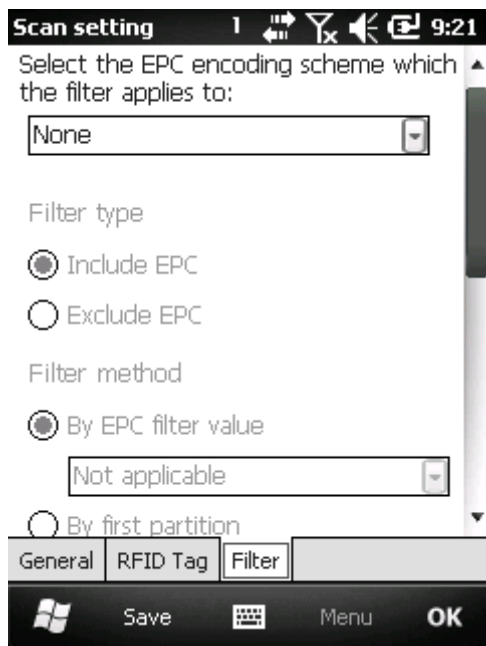 Scan setting 1 9:21
Select the EPC encoding scheme which
the filter applies to:
None
Filter type
Include EPC
Exclude EPC
Filter method
By EPC filter value
Not applicable
By first partition
General RFID Tag Filter
Save Menu OK